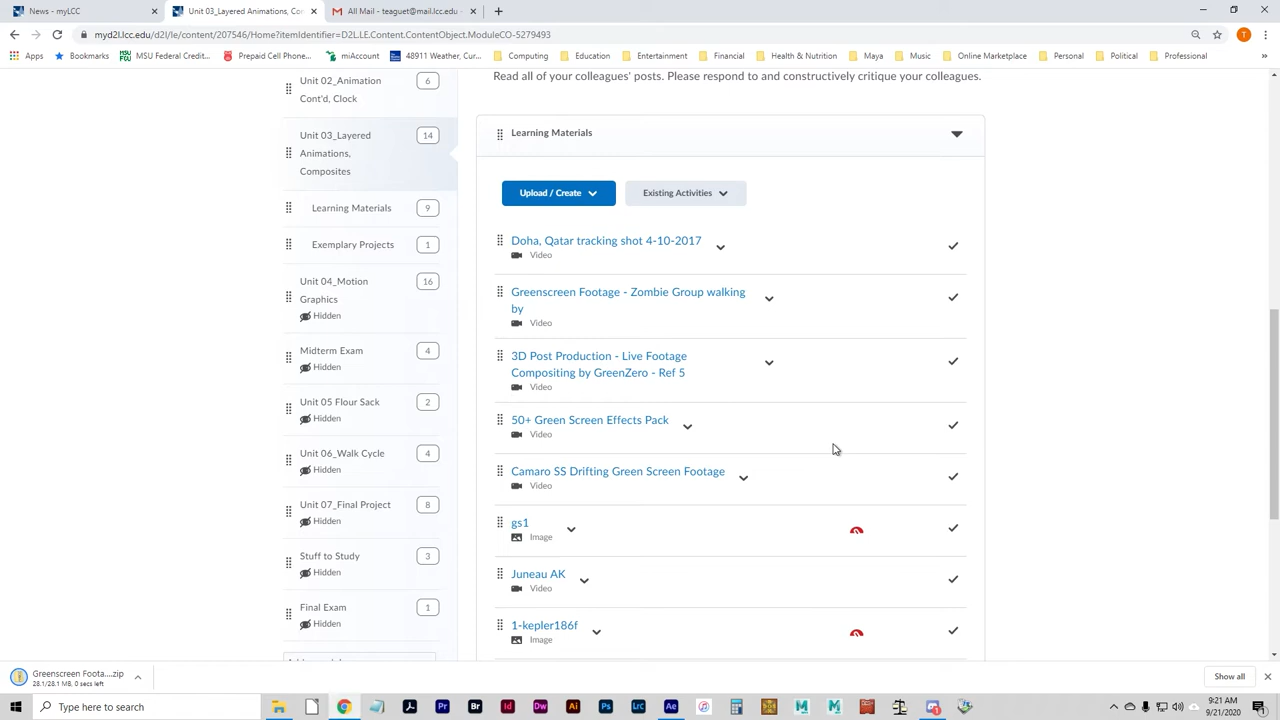 News - myLCC
Unit 03_Layered Animations, Co
All Mail - teaguet@mail.lcc.edu -
myd2l.lcc.edu/d2l/le/content/207546/Home?itemIdentifier=D2L.LE.Content.ContentObject.ModuleCO-5279493
Apps Bookmarks MSU Federal Credit... Prepaid Cell Phone... miAccount 48911 Weather, Cur... Computing Education Entertainment Financial Health & Nutrition Maya Music Online Marketplace Personal Political Professional
Unit 02_Animation
Cont'd, Clock
6
Unit 03_Layered
Animations,
Composites
14
Learning Materials 9
Exemplary Projects 1
Unit 04_Motion
Graphics
16
Hidden
Midterm Exam 4
Hidden
Unit 05 Flour Sack 2
Hidden
Unit 06_Walk Cycle 4
Hidden
Unit 07_Final Project 8
Hidden
Stuff to Study 3
Hidden
Final Exam 1
Hidden
Read all of your colleagues' posts. Please respond to and constructively critique your colleagues.
Learning Materials
Upload / Create Existing Activities
Doha, Qatar tracking shot 4-10-2017
Video
Greenscreen Footage - Zombie Group walking
by
Video
3D Post Production - Live Footage
Compositing by GreenZero - Ref 5
Video
50+ Green Screen Effects Pack
Video
Camaro SS Drifting Green Screen Footage
Video
gs1
Image
Juneau AK
Video
1-kepler186f
Image
Greenscreen Foota....zip
28.1/28.1 MB, 0 secs left
Show all
Type here to search
Pr Br Id Dw Ai Ps Lrc Ae
9:21 AM
9/21/2020